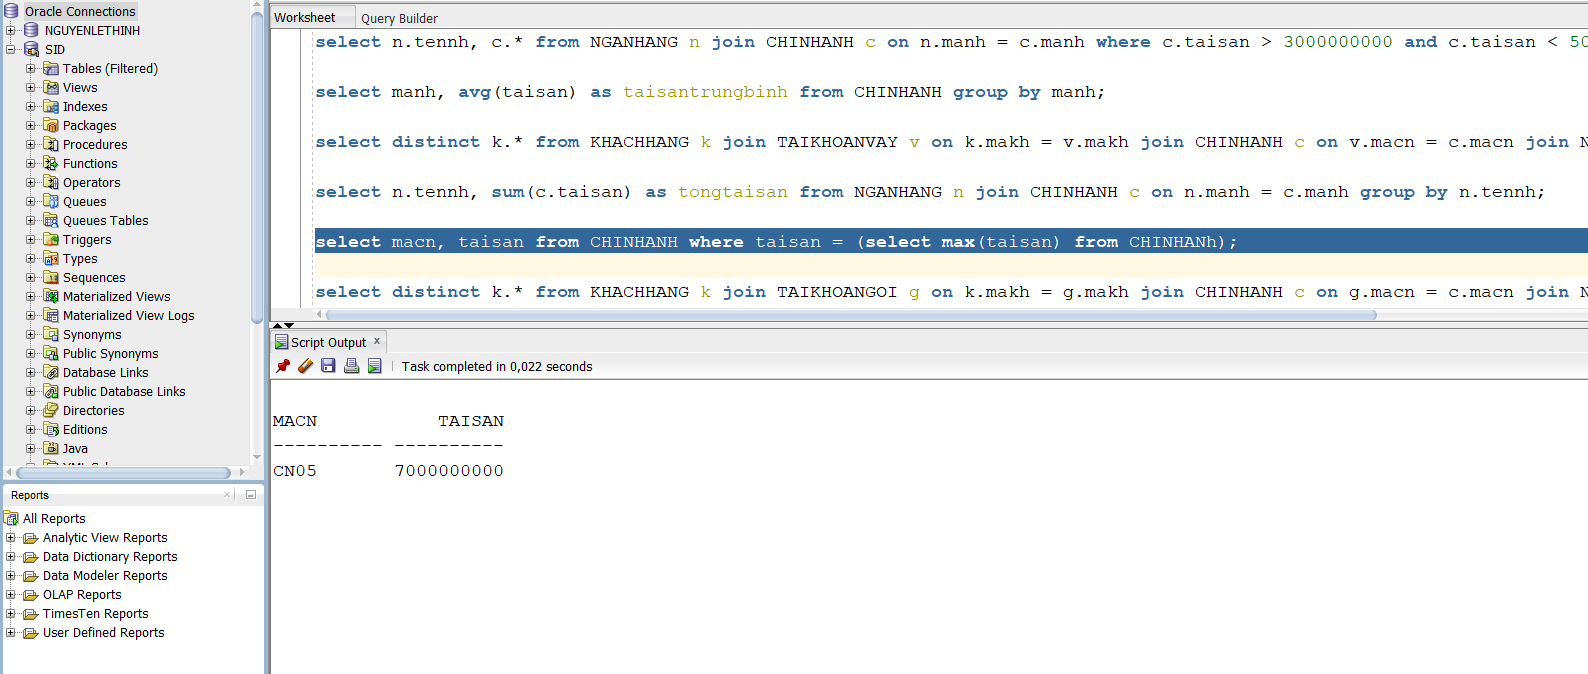 Oracle Connections
NGUYENLETHINH
SID
Tables (Filtered)
Views
Indexes
Packages
Procedures
Functions
Operators
Queues
Queues Tables
Triggers
Types
Sequences
Materialized Views
Materialized View Logs
Synonyms
Public Synonyms
Database Links
Public Database Links
Directories
Editions
Java
Reports
All Reports
Analytic View Reports
Data Dictionary Reports
Data Modeler Reports
OLAP Reports
TimesTen Reports
User Defined Reports
Worksheet Query Builder
select n.tennh, c.* from NGANHANG n join CHINHANH c on n.manh = c.manh where c.taisan > 3000000000 and c.taisan < 50
select manh, avg(taisan) as taisantrungbinh from CHINHANH group by manh;
select distinct k.* from KHACHHANG k join TAIKHOANVAY v on k.makh = v.makh join CHINHANH c on v.macn = c.macn join N
select n.tennh, sum(c.taisan) as tongtaisan from NGANHANG n join CHINHANH c on n.manh = c.manh group by n.tennh;
select macn, taisan from CHINHANH where taisan = (select max(taisan) from CHINHANh);
select distinct k.* from KHACHHANG k join TAIKHOANGOI g on k.makh = g.makh join CHINHANH c on g.macn = c.macn join N
Script Output x
Task completed in 0,022 seconds
MACN TAISAN
---------- ----------
CN05 7000000000